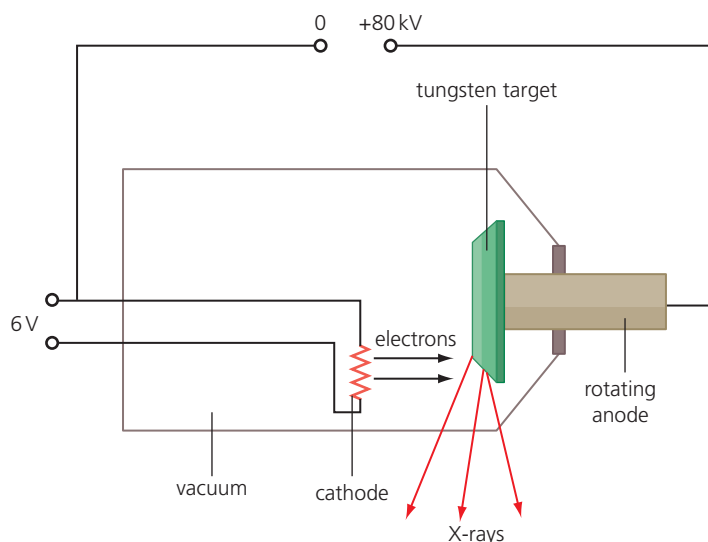 0 +80 kV
tungsten target
6 V
electrons
rotating
anode
vacuum
cathode
X-rays